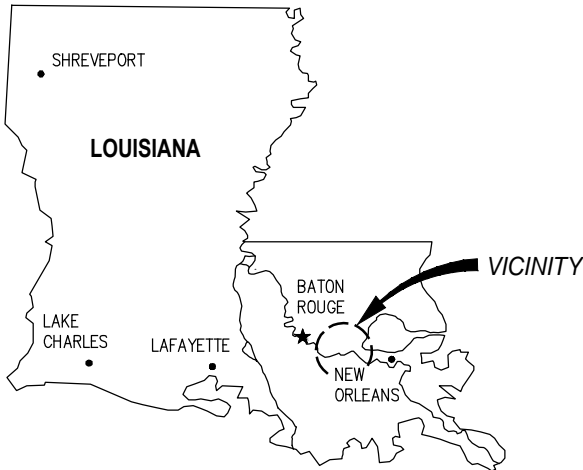 SHREVEPORT
LOUISIANA
VICINITY
BATON
ROUGE
LAKE
CHARLES
LAFAYETTE
NEW
ORLEANS